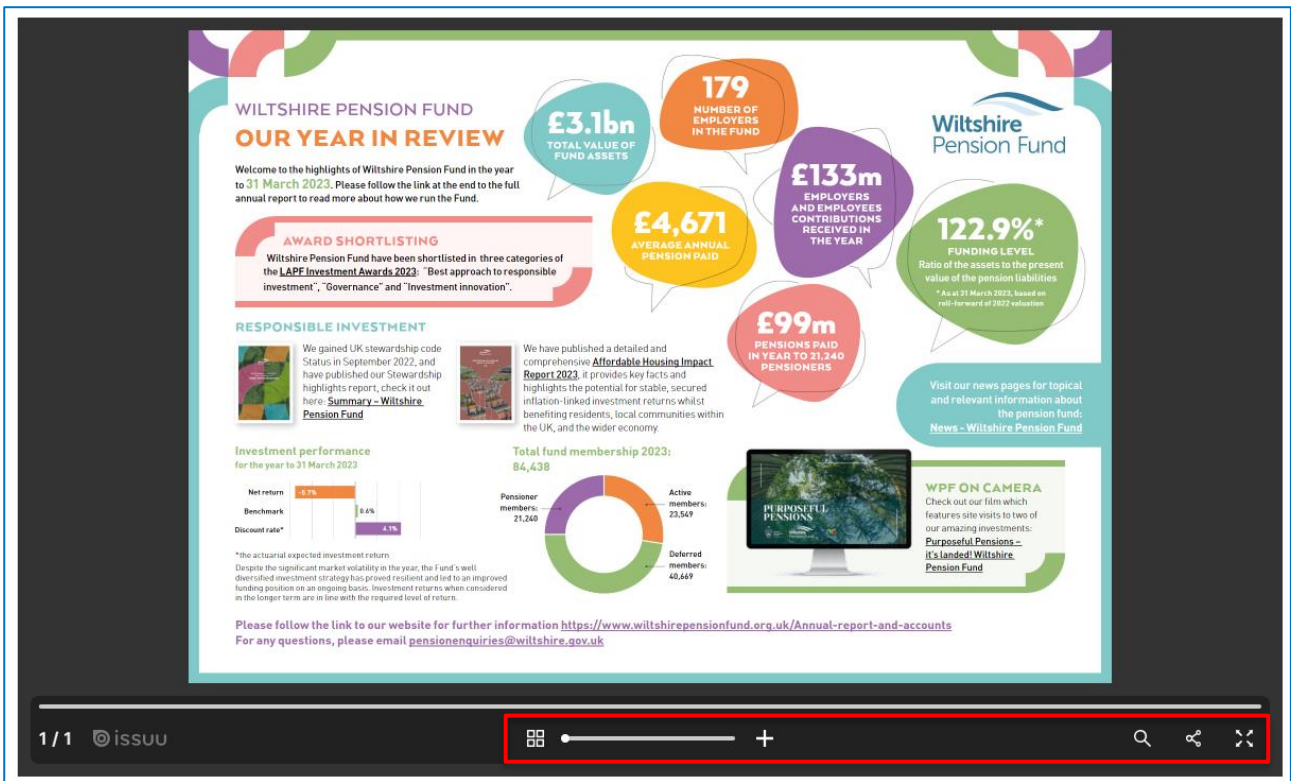 WILTSHIRE PENSION FUND
OUR YEAR IN REVIEW
Welcome to the highlights of Wiltshire Pension Fund in the year
to 31 March 2023. Please follow the link at the end to the full
annual report to read more about how we run the Fund.
AWARD SHORTLISTING
Wiltshire Pension Fund have been shortlisted in three categories of
the LAPF Investment Awards 2023: "Best approach to responsible
investment", "Governance" and "Investment innovation".
£3.1bn
TOTAL VALUE OF
FUND ASSETS
179
NUMBER OF
EMPLOYERS
IN THE FUND
£4,671
AVERAGE ANNUAL
PENSION PAID
£133m
EMPLOYERS
AND EMPLOYEES
CONTRIBUTIONS
RECEIVED IN
THE YEAR
£99m
PENSIONS PAID
IN YEAR TO 21,240
PENSIONERS
Wiltshire
Pension Fund
122.9%*
FUNDING LEVEL
Ratio of the assets to the present
value of the pension liabilities
* As at 31 March 2023, based on
roll-forward of 2022 valuation
RESPONSIBLE INVESTMENT
We gained UK stewardship code
Status in September 2022, and
have published our Stewardship
highlights report, check it out
here: Summary – Wiltshire
Pension Fund
We have published a detailed and
comprehensive Affordable Housing Impact
Report 2023, it provides key facts and
highlights the potential for stable, secured
inflation-linked investment returns whilst
benefiting residents, local communities within
the UK, and the wider economy.
Visit our news pages for topical
and relevant information about
the pension fund:
News - Wiltshire Pension Fund
Investment performance
for the year to 31 March 2023
Net return -5.7%
Benchmark 0.6%
Discount rate* 4.1%
*the actuarial expected investment return
Despite the significant market volatility in the year, the Fund's well
diversified investment strategy has proved resilient and led to an improved
funding position on an ongoing basis. Investment returns when considered
in the longer term are in line with the required level of return.
Total fund membership 2023:
84,438
Pensioner
members:
21,240
Active
members:
23,549
Deferred
members:
40,669
PURPOSEFUL
PENSIONS
WPF ON CAMERA
Check out our film which
features site visits to two of
our amazing investments:
Purposeful Pensions –
it's landed! Wiltshire
Pension Fund
Please follow the link to our website for further information https://www.wiltshirepensionfund.org.uk/Annual-report-and-accounts
For any questions, please email pensionenquiries@wiltshire.gov.uk
1 / 1 issuu